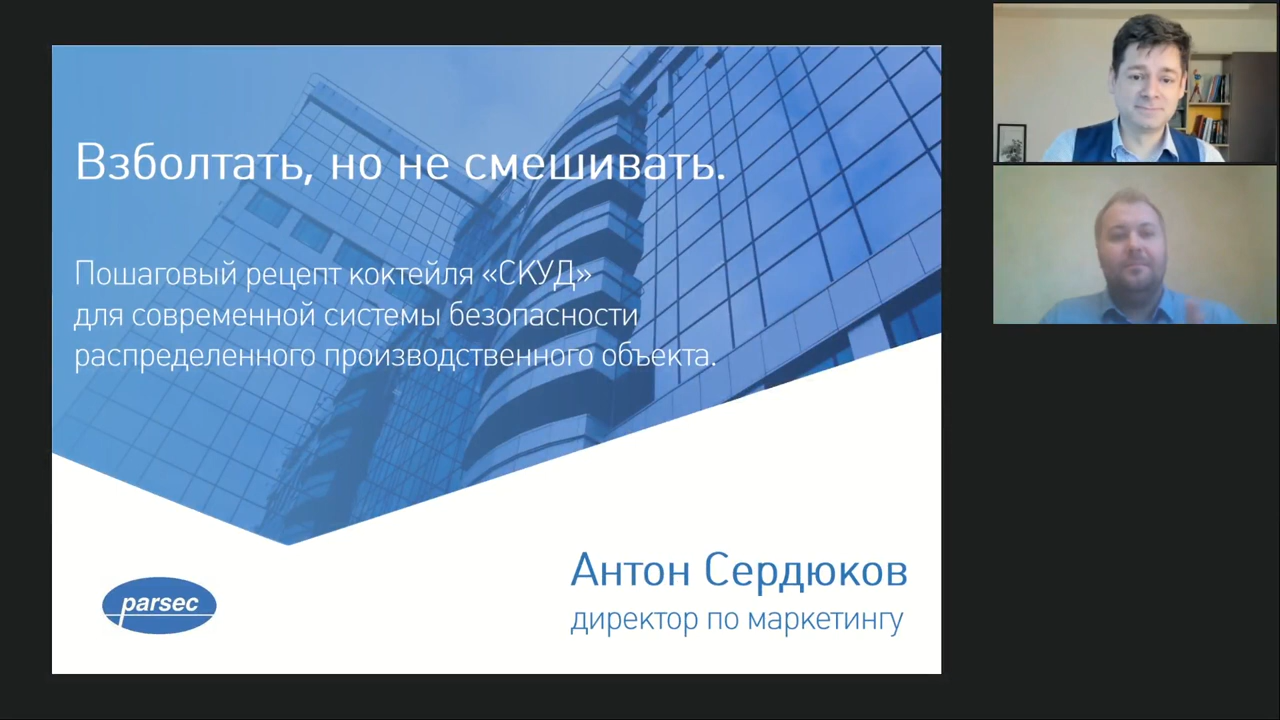 Взболтать, но не смешивать.
Пошаговый рецепт коктейля «СКУД»
для современной системы безопасности
распределенного производственного объекта.
Антон Сердюков
директор по маркетингу
parsec